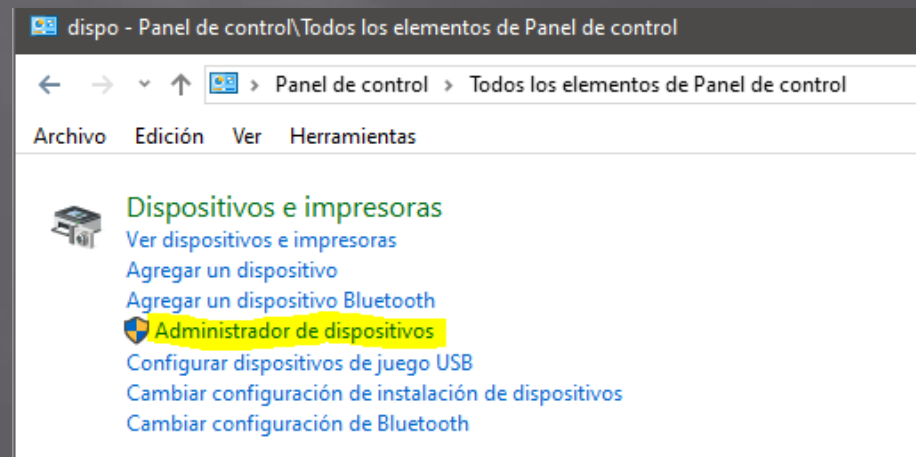 dispo - Panel de control\Todos los elementos de Panel de control
Panel de control > Todos los elementos de Panel de control
Archivo Edición Ver Herramientas
Dispositivos e impresoras
Ver dispositivos e impresoras
Agregar un dispositivo
Agregar un dispositivo Bluetooth
Administrador de dispositivos
Configurar dispositivos de juego USB
Cambiar configuración de instalación de dispositivos
Cambiar configuración de Bluetooth